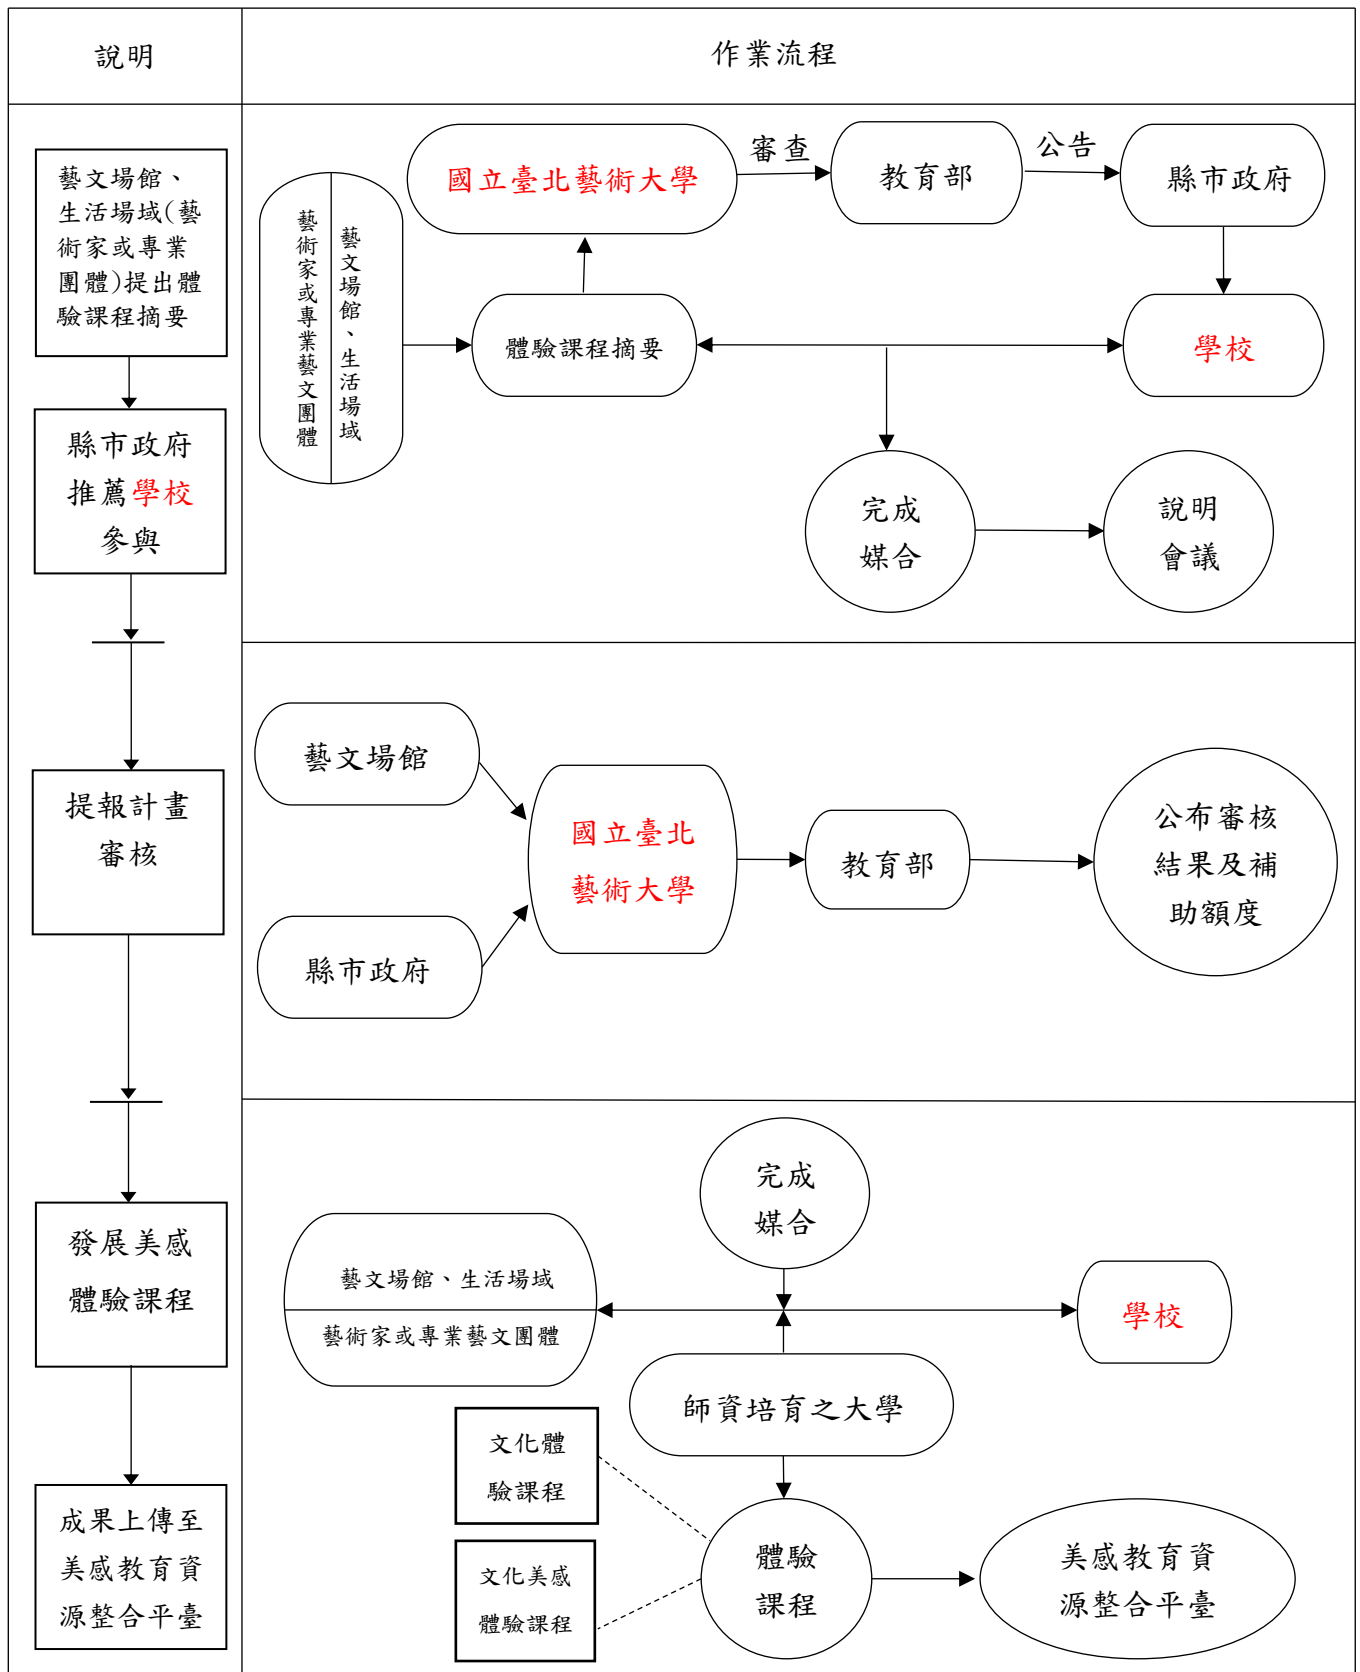 說明
作業流程
藝文場館、
生活場域(藝
術家或專業
團體)提出體
驗課程摘要
縣市政府
推薦學校
參與
提報計畫
審核
發展美感
體驗課程
成果上傳至
美感教育資
源整合平臺
藝術家或專業藝文團體
藝文場館、生活場域
國立臺北藝術大學
審查
教育部
公告
縣市政府
體驗課程摘要
學校
完成
媒合
說明
會議
藝文場館
縣市政府
國立臺北
藝術大學
教育部
公布審核
結果及補
助額度
完成
媒合
藝文場館、生活場域
藝術家或專業藝文團體
學校
師資培育之大學
文化體
驗課程
文化美感
體驗課程
體驗
課程
美感教育資
源整合平臺